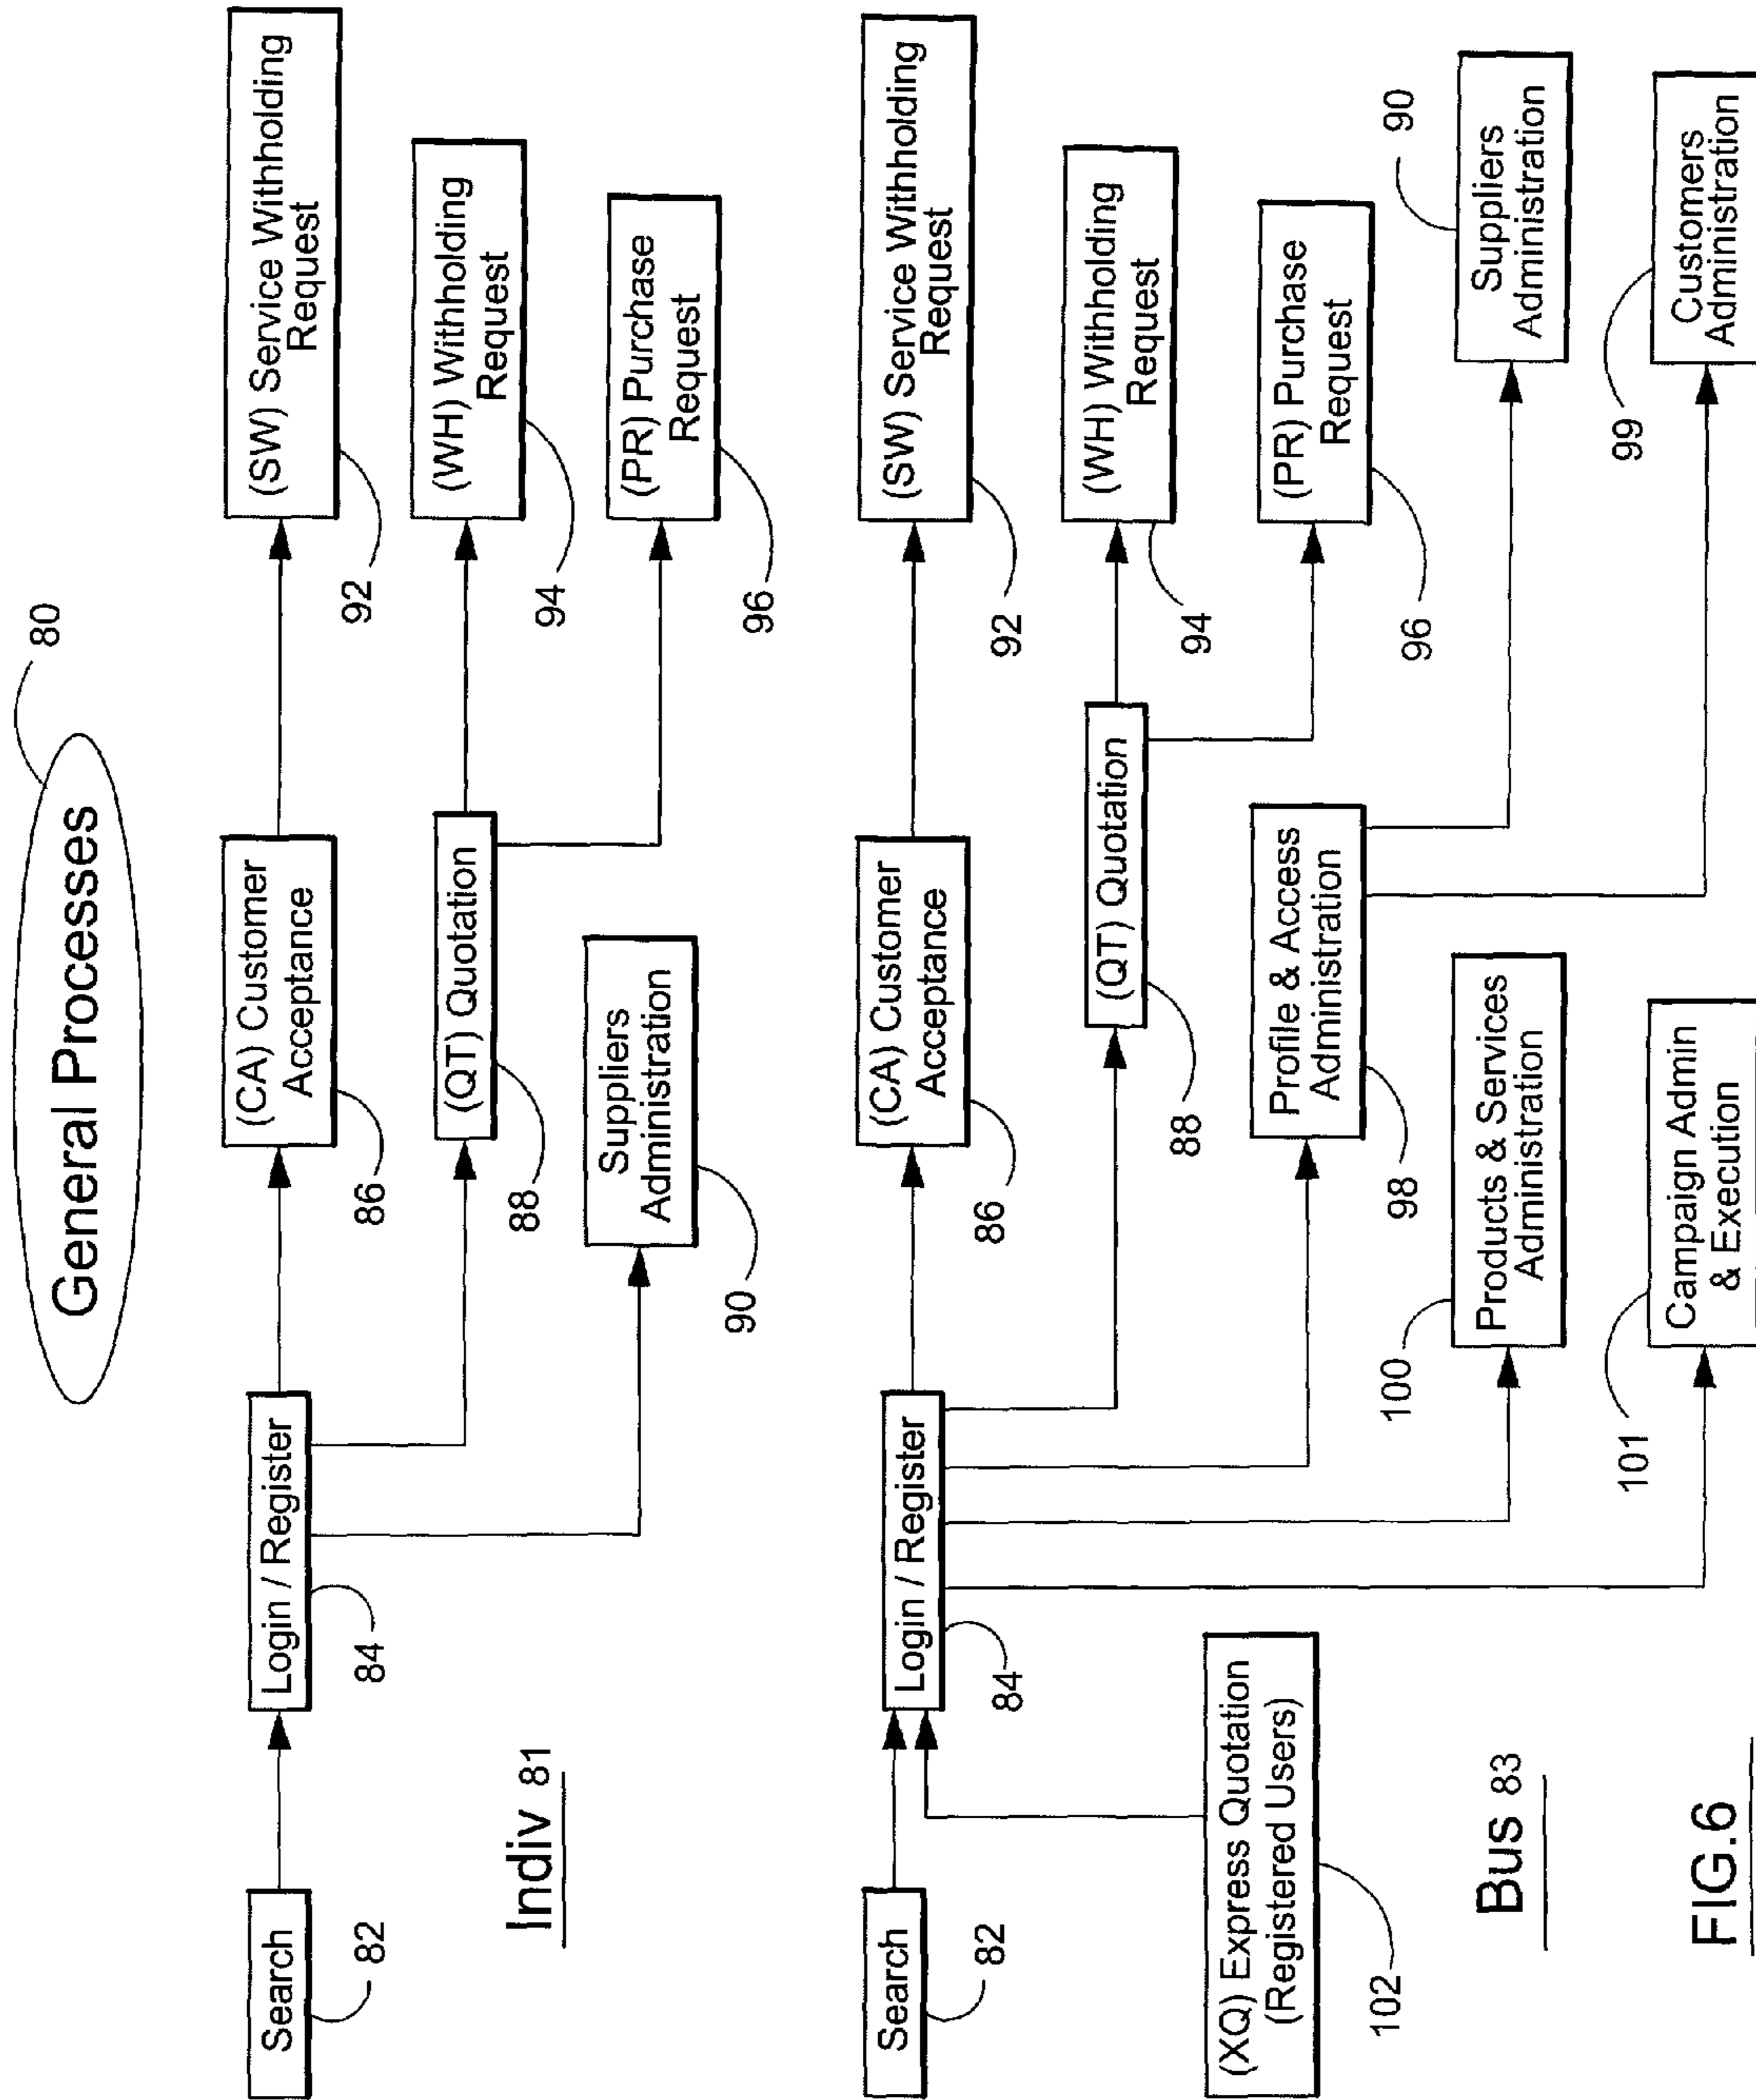 General Processes
80
Search
82
Login / Register
84
(CA) Customer
Acceptance
86
(SW) Service Withholding
Request
92
(QT) Quotation
88
(WH) Withholding
Request
94
Suppliers
Administration
90
(PR) Purchase
Request
96
Indiv 81
Search
82
Login / Register
84
(CA) Customer
Acceptance
86
(SW) Service Withholding
Request
92
(QT) Quotation
88
(WH) Withholding
Request
94
(XQ) Express Quotation
(Registered Users)
102
Profile & Access
Administration
98
(PR) Purchase
Request
96
Bus 83
100
Products & Services
Administration
Suppliers
Administration
90
101
Campaign Admin
& Execution
99
Customers
Administration
FIG.6